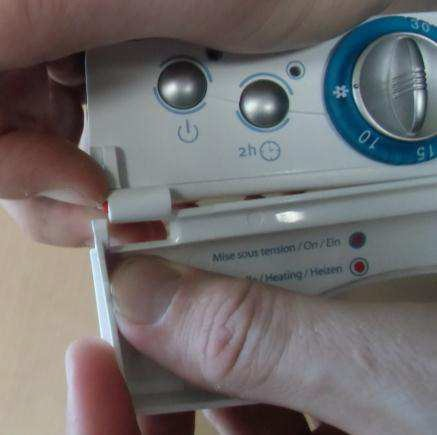 30
2h
10
15
Mise sous tension / On / Ein
/ Heating / Heizen